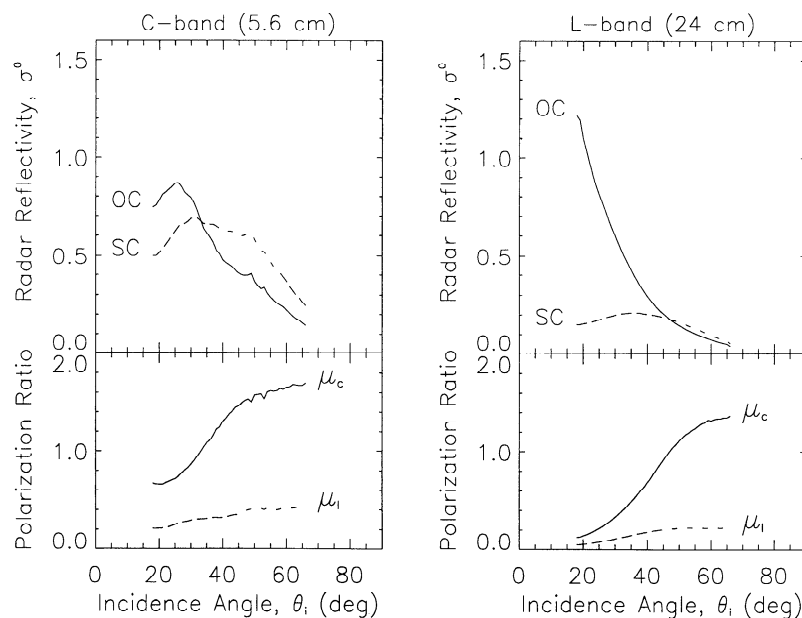 C-band (5.6 cm)
Radar Reflectivity, σ⁰
1.5
1.0
0.5
0.0
OC
SC
Polarization Ratio
2.0
1.0
0.0
μc
μl
0 20 40 60 80
Incidence Angle, θi (deg)
L-band (24 cm)
Radar Reflectivity, σ⁰
1.5
1.0
0.5
0.0
OC
SC
Polarization Ratio
2.0
1.0
0.0
μc
μl
0 20 40 60 80
Incidence Angle, θi (deg)